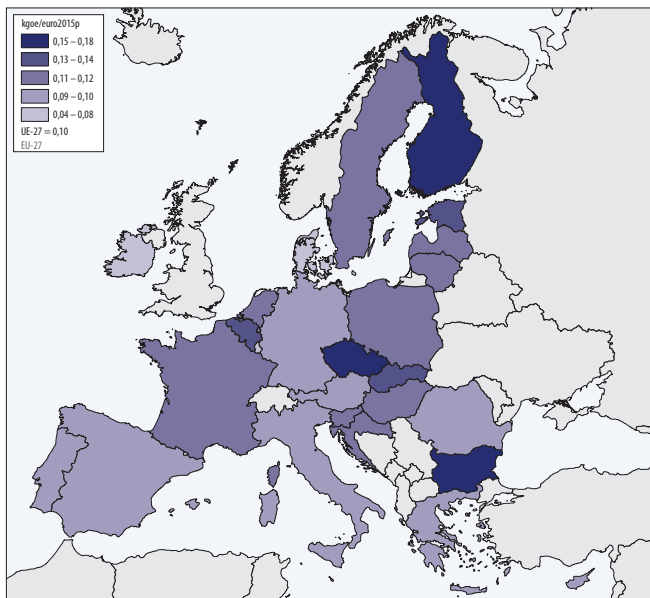 kgoe/euro2015p
0,15 – 0,18
0,13 – 0,14
0,11 – 0,12
0,09 – 0,10
0,04 – 0,08
UE-27 = 0,10
EU-27